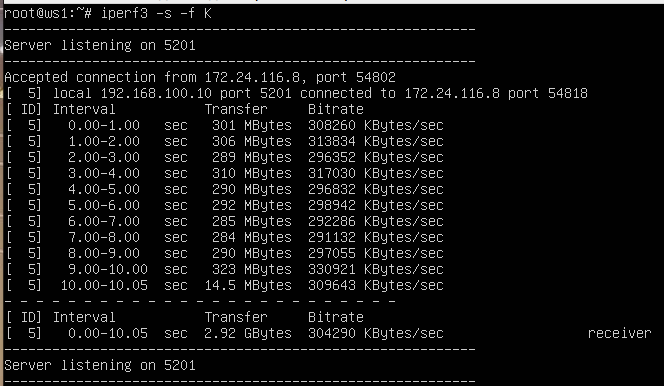 root@ws1:~# iperf3 -s -f K
-----------------------------------------------------------
Server listening on 5201
-----------------------------------------------------------
Accepted connection from 172.24.116.8, port 54802
[  5] local 192.168.100.10 port 5201 connected to 172.24.116.8 port 54818
[ ID] Interval           Transfer     Bitrate
[  5]   0.00-1.00   sec   301 MBytes  308260 KBytes/sec
[  5]   1.00-2.00   sec   306 MBytes  313834 KBytes/sec
[  5]   2.00-3.00   sec   289 MBytes  296352 KBytes/sec
[  5]   3.00-4.00   sec   310 MBytes  317030 KBytes/sec
[  5]   4.00-5.00   sec   290 MBytes  296832 KBytes/sec
[  5]   5.00-6.00   sec   292 MBytes  298942 KBytes/sec
[  5]   6.00-7.00   sec   285 MBytes  292286 KBytes/sec
[  5]   7.00-8.00   sec   284 MBytes  291132 KBytes/sec
[  5]   8.00-9.00   sec   290 MBytes  297055 KBytes/sec
[  5]   9.00-10.00  sec   323 MBytes  330921 KBytes/sec
[  5]  10.00-10.05  sec  14.5 MBytes  309643 KBytes/sec
- - - - - - - - - - - - - - - - - - - - - - - - -
[ ID] Interval           Transfer     Bitrate
[  5]   0.00-10.05  sec  2.92 GBytes  304290 KBytes/sec                  receiver
-----------------------------------------------------------
Server listening on 5201
-----------------------------------------------------------